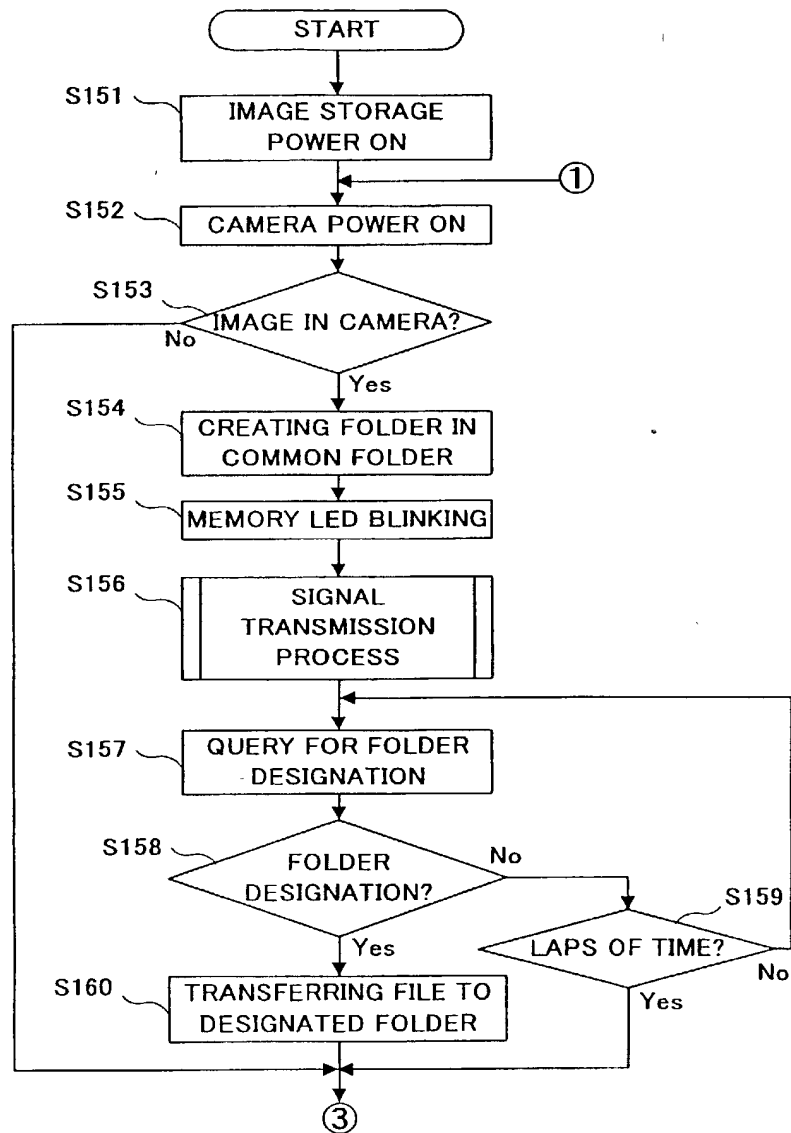 START
S151
IMAGE STORAGE
POWER ON
①
S152
CAMERA POWER ON
S153
IMAGE IN CAMERA?
No
Yes
S154
CREATING FOLDER IN
COMMON FOLDER
S155
MEMORY LED BLINKING
S156
SIGNAL
TRANSMISSION
PROCESS
S157
QUERY FOR FOLDER
DESIGNATION
S158
FOLDER
DESIGNATION?
No
Yes
S159
LAPS OF TIME?
No
Yes
S160
TRANSFERRING FILE TO
DESIGNATED FOLDER
③